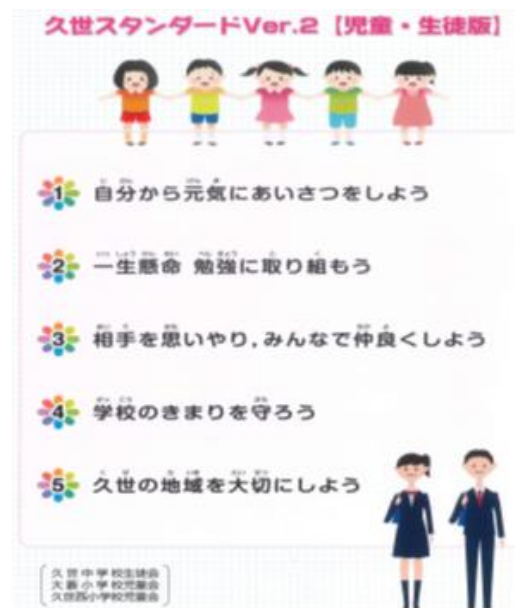 久世スタンダードVer.2【児童・生徒版】
1 自分から元気にあいさつをしよう
2 一生懸命 勉強に取り組もう
3 相手を思いやり,みんなで仲良くしよう
4 学校のきまりを守ろう
5 久世の地域を大切にしよう
久世中学校生徒会
大藪小学校児童会
久世西小学校児童会